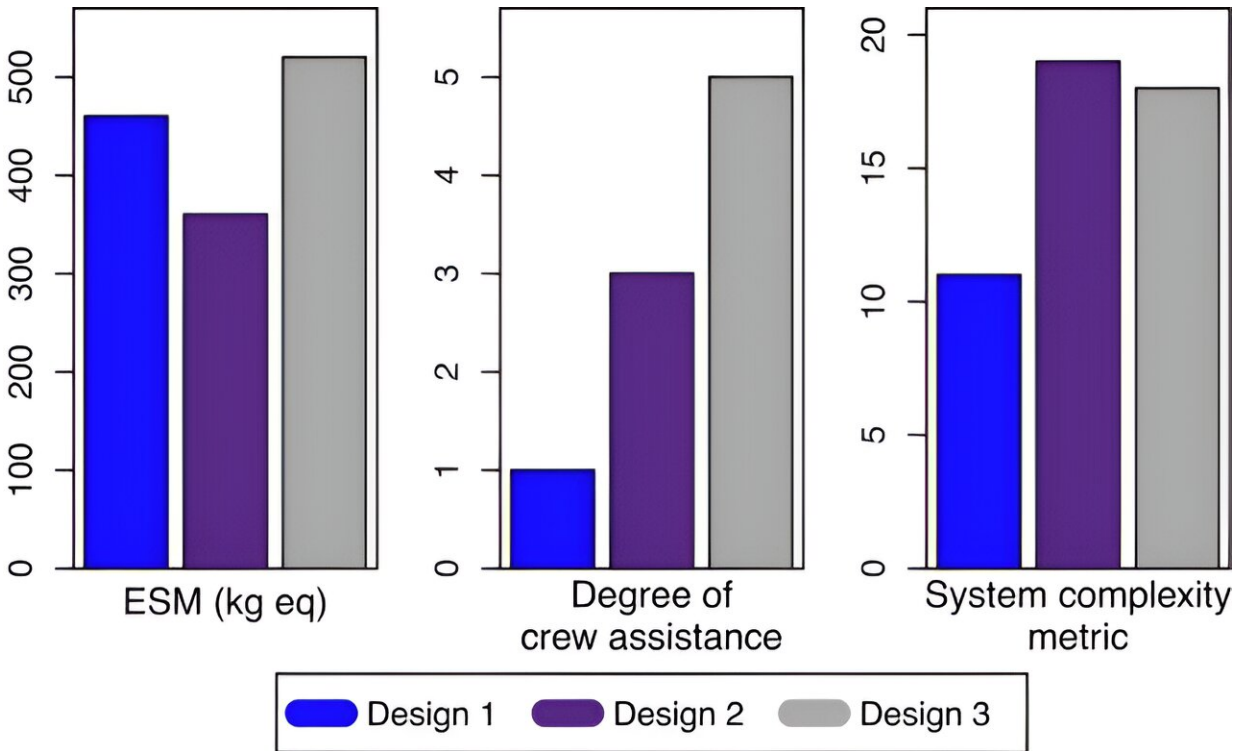 500
400
300
200
100
0
ESM (kg eq)
5
4
3
2
1
0
Degree of
crew assistance
20
15
10
5
0
System complexity
metric
Design 1
Design 2
Design 3